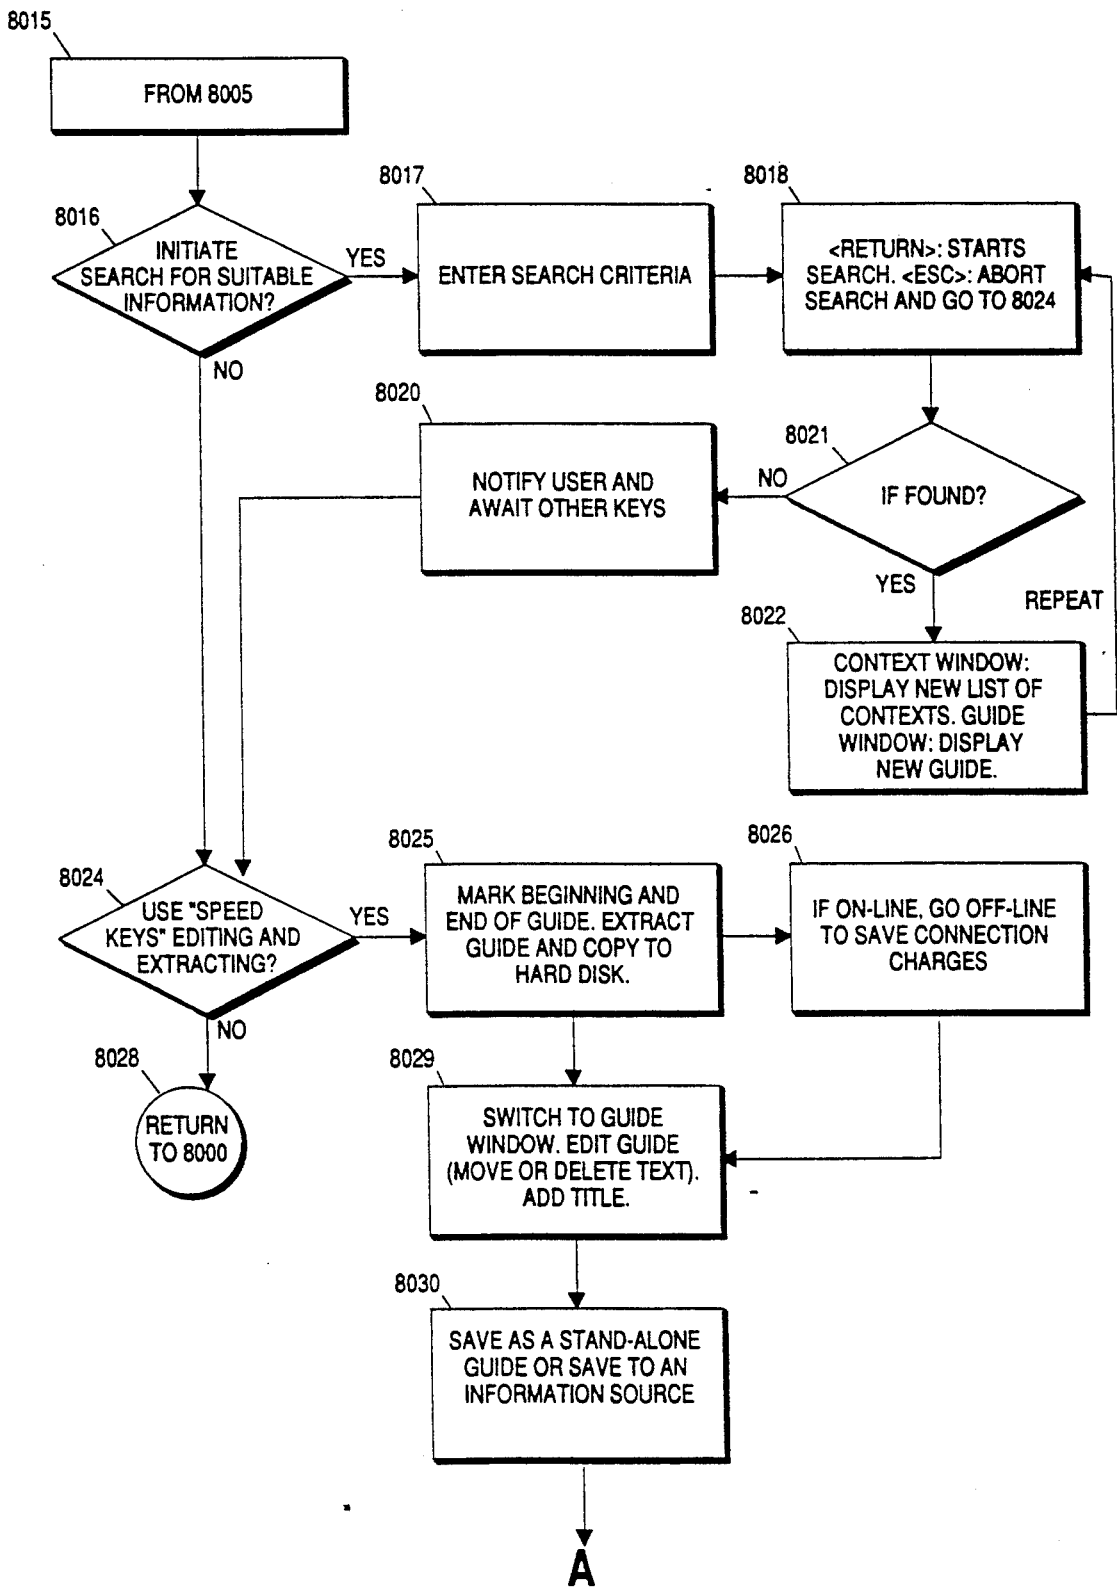 8015
FROM 8005
8016
INITIATE
SEARCH FOR SUITABLE
INFORMATION?
YES
NO
8017
ENTER SEARCH CRITERIA
8018
<RETURN>: STARTS
SEARCH. <ESC>: ABORT
SEARCH AND GO TO 8024
8020
NOTIFY USER AND
AWAIT OTHER KEYS
8021
IF FOUND?
NO
YES
REPEAT
8022
CONTEXT WINDOW:
DISPLAY NEW LIST OF
CONTEXTS. GUIDE
WINDOW: DISPLAY
NEW GUIDE.
8024
USE "SPEED
KEYS" EDITING AND
EXTRACTING?
YES
NO
8025
MARK BEGINNING AND
END OF GUIDE. EXTRACT
GUIDE AND COPY TO
HARD DISK.
8026
IF ON-LINE, GO OFF-LINE
TO SAVE CONNECTION
CHARGES
8028
RETURN
TO 8000
8029
SWITCH TO GUIDE
WINDOW. EDIT GUIDE
(MOVE OR DELETE TEXT).
ADD TITLE.
8030
SAVE AS A STAND-ALONE
GUIDE OR SAVE TO AN
INFORMATION SOURCE
A